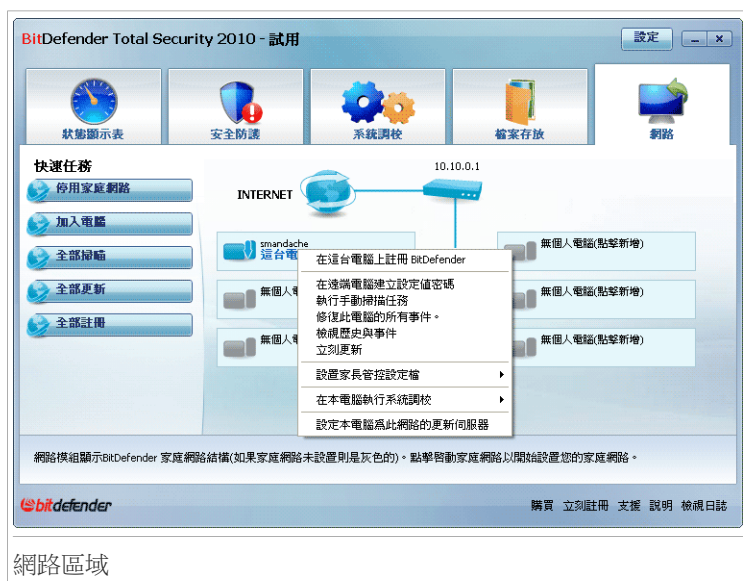 BitDefender Total Security 2010 - 試用
設定
狀態顯示表
安全防護
系統調校
檔案存放
網路
快速任務
停用家庭網路
加入電腦
全部掃瞄
全部更新
全部註冊
10.10.0.1
INTERNET
smandache
這台電
無個人電腦(點擊新增)
無個人電
無個人電腦(點擊新增)
無個人電
無個人電腦(點擊新增)
在這台電腦上註冊 BitDefender
在遠端電腦建立設定值密碼
執行手動掃描任務
修復此電腦的所有事件。
檢視歷史與事件
立刻更新
設置家長管控設定檔
在本電腦執行系統調校
設定本電腦為此網路的更新伺服器
網路模組顯示BitDefender 家庭網路結構(如果家庭網路未設置則是灰色的)。點擊啓動家庭網路以開始設置您的家庭網路。
bitdefender
購買 立刻註冊 支援 説明 檢視日誌
網路區域